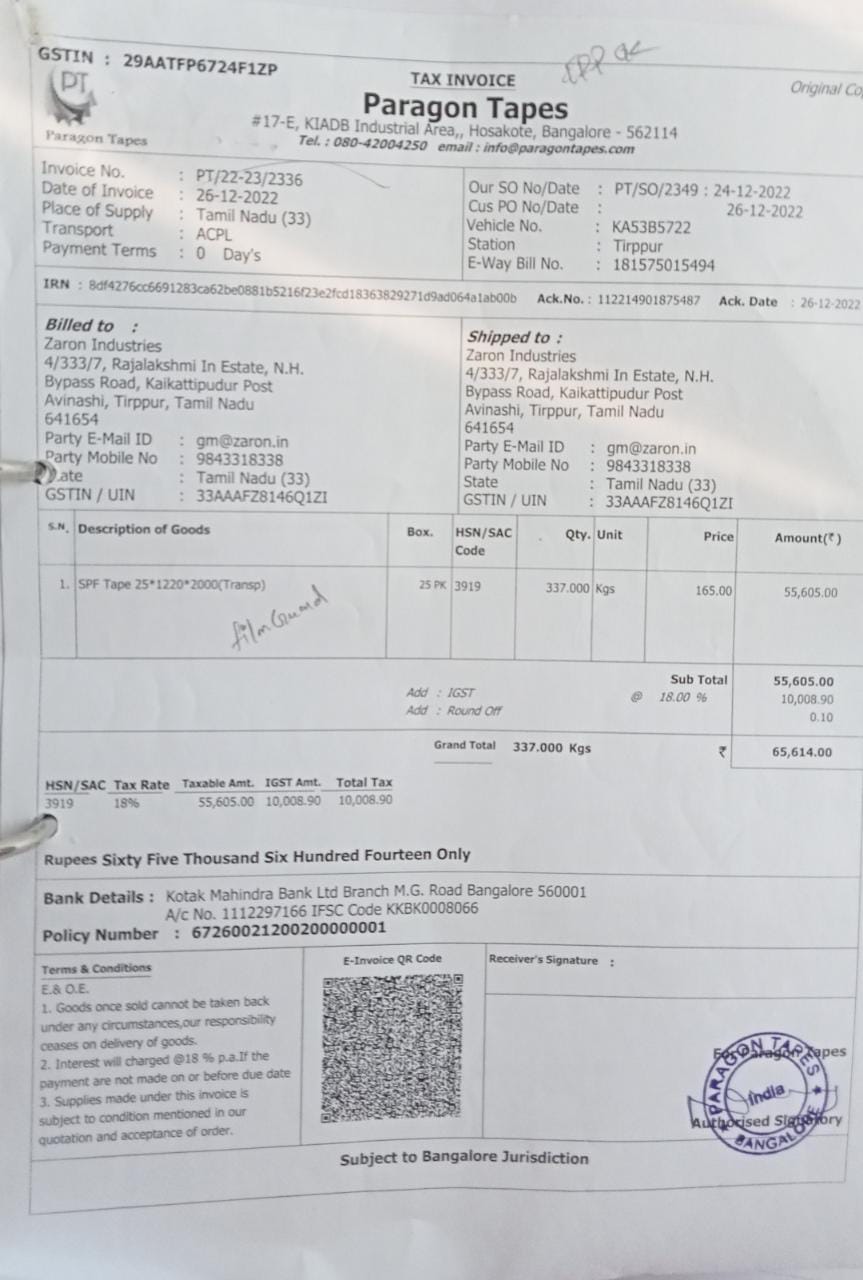 GSTIN : 29AATFP6724F1ZP
TAX INVOICE
Original Co
PT
Paragon Tapes
Paragon Tapes
#17-E, KIADB Industrial Area,, Hosakote, Bangalore - 562114
Tel. : 080-42004250 email : info@paragontapes.com
Invoice No. : PT/22-23/2336
Date of Invoice : 26-12-2022
Place of Supply : Tamil Nadu (33)
Transport : ACPL
Payment Terms : 0 Day's
Our SO No/Date : PT/SO/2349 : 24-12-2022
Cus PO No/Date : 26-12-2022
Vehicle No. : KA53B5722
Station : Tirppur
E-Way Bill No. : 181575015494
IRN : 8df4276cc6691283ca62be0881b5216f23e2fcd18363829271d9ad064a1ab00b Ack.No. : 112214901875487 Ack. Date : 26-12-2022
Billed to :
Zaron Industries
4/333/7, Rajalakshmi In Estate, N.H.
Bypass Road, Kaikattipudur Post
Avinashi, Tirppur, Tamil Nadu
641654
Party E-Mail ID : gm@zaron.in
Party Mobile No : 9843318338
ate : Tamil Nadu (33)
GSTIN / UIN : 33AAAFZ8146Q1ZI
Shipped to :
Zaron Industries
4/333/7, Rajalakshmi In Estate, N.H.
Bypass Road, Kaikattipudur Post
Avinashi, Tirppur, Tamil Nadu
641654
Party E-Mail ID : gm@zaron.in
Party Mobile No : 9843318338
State : Tamil Nadu (33)
GSTIN / UIN : 33AAAFZ8146Q1ZI
S.N. Description of Goods Box. HSN/SAC Code Qty. Unit Price Amount(₹ )
1. SPF Tape 25*1220*2000(Transp) 25 PK 3919 337.000 Kgs 165.00 55,605.00
film Guard
Sub Total 55,605.00
Add : IGST @ 18.00 % 10,008.90
Add : Round Off 0.10
Grand Total 337.000 Kgs ₹ 65,614.00
HSN/SAC Tax Rate Taxable Amt. IGST Amt. Total Tax
3919 18% 55,605.00 10,008.90 10,008.90
Rupees Sixty Five Thousand Six Hundred Fourteen Only
Bank Details : Kotak Mahindra Bank Ltd Branch M.G. Road Bangalore 560001
A/c No. 1112297166 IFSC Code KKBK0008066
Policy Number : 67260021200200000001
Terms & Conditions
E.& O.E.
1. Goods once sold cannot be taken back
under any circumstances,our responsibility
ceases on delivery of goods.
2. Interest will charged @18 % p.a.If the
payment are not made on or before due date
3. Supplies made under this invoice is
subject to condition mentioned in our
quotation and acceptance of order.
E-Invoice QR Code
Receiver's Signature :
For Paragon Tapes
PARAGON TAPES
India
BANGALORE
Authorised Signatory
Subject to Bangalore Jurisdiction